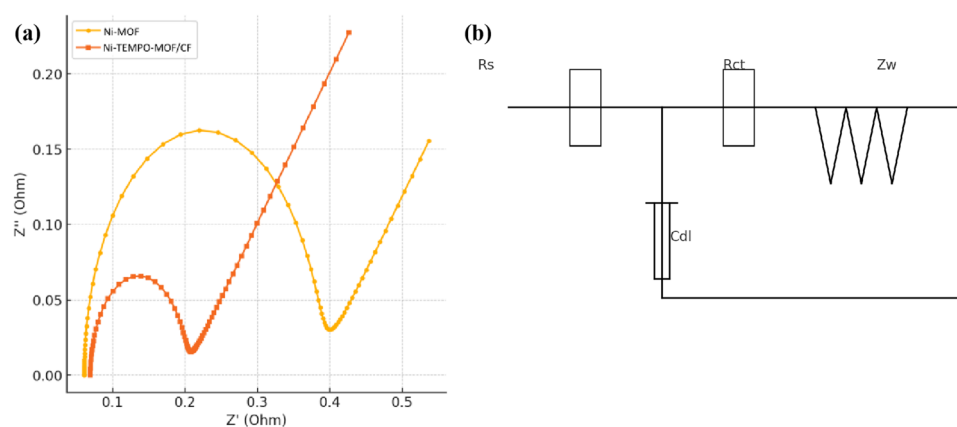 (a)
Ni-MOF
Ni-TEMPO-MOF/CF
Z'' (Ohm)
0.20
0.15
0.10
0.05
0.00
0.1 0.2 0.3 0.4 0.5
Z' (Ohm)
(b)
Rs Rct Zw
Cdl